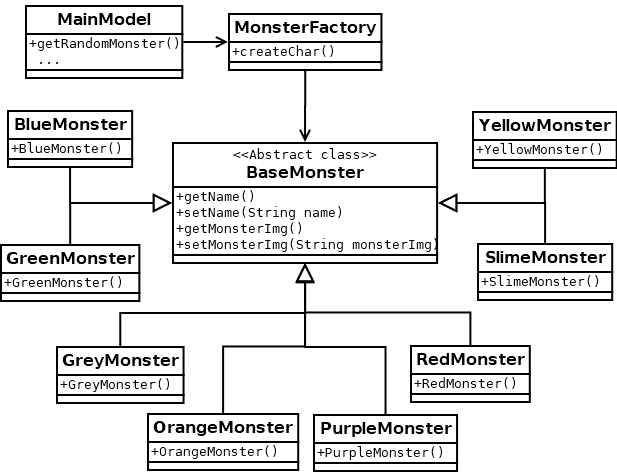 MainModel
+getRandomMonster()
...
MonsterFactory
+createChar()
BlueMonster
+BlueMonster()
<<Abstract class>>
BaseMonster
+getName()
+setName(String name)
+getMonsterImg()
+setMonsterImg(String monsterImg)
YellowMonster
+YellowMonster()
GreenMonster
+GreenMonster()
SlimeMonster
+SlimeMonster()
GreyMonster
+GreyMonster()
RedMonster
+RedMonster()
OrangeMonster
+OrangeMonster()
PurpleMonster
+PurpleMonster()